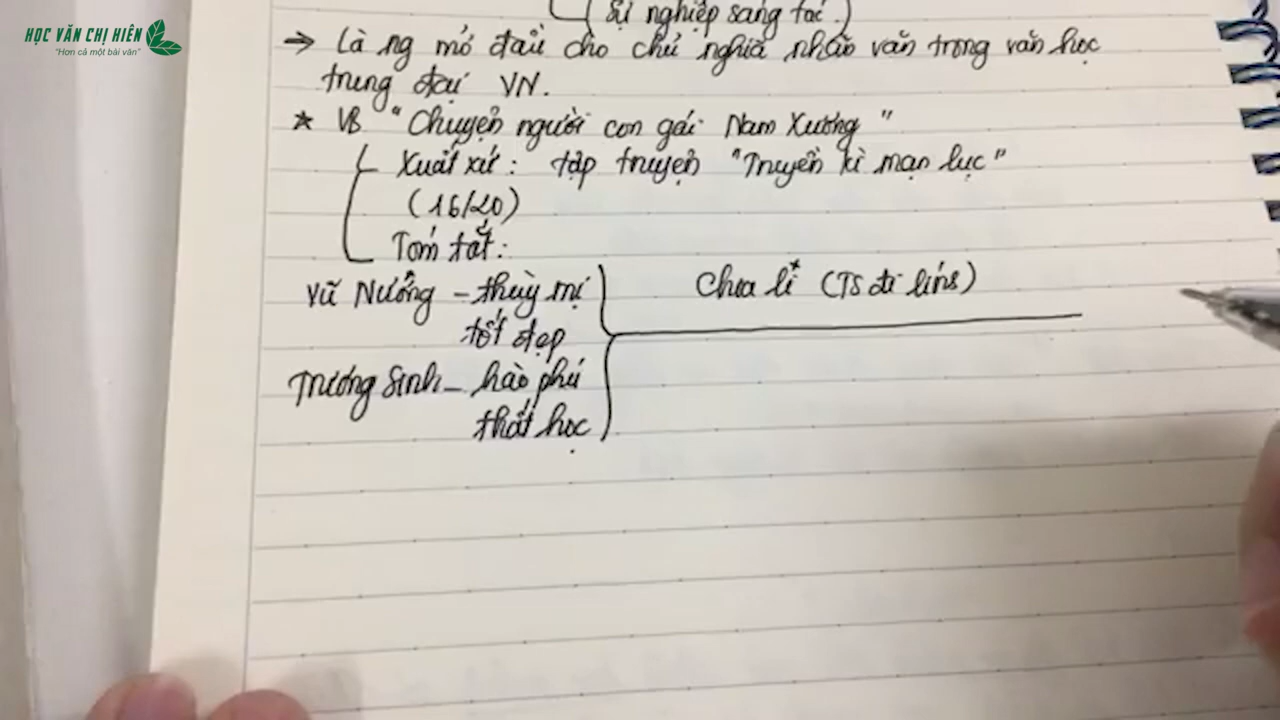 HỌC VĂN CHỊ HIÊN
"Hơn cả một bài văn"
(Sự nghiệp sáng tác)
→ Là ng mở đầu cho chủ nghĩa nhân văn trong văn học
trung đại VN.
* VB "Chuyện người con gái Nam Xương"
Xuất xứ: tập truyện "Truyền kì mạn lục"
(16/20)
Tóm tắt:
Vũ Nương - thùy mị
tốt đẹp
Trương Sinh - hào phú
thất học
Chia li (TS đi lính)